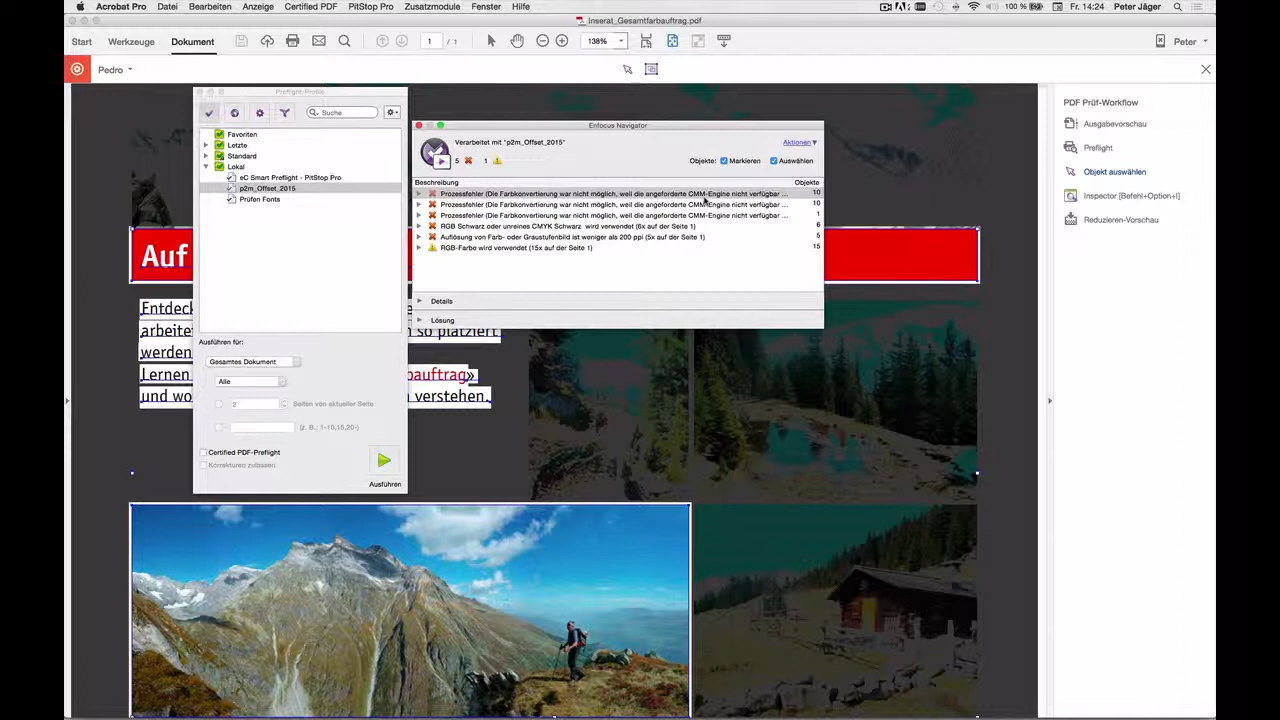 Acrobat Pro Datei Bearbeiten Anzeige Certified PDF PitStop Pro Zusatzmodule Fenster Hilfe 100 % Fr. 14:24 Peter Jäger
Inserat_Gesamtfarbauftrag.pdf
Start Werkzeuge Dokument 1 / 1 138% Peter
Pedro
Preflight-Profile
Suche
Favoriten
Letzte
Standard
Lokal
eC Smart Preflight - PitStop Pro
p2m_Offset_2015
Prüfen Fonts
Ausführen für:
Gesamtes Dokument
Alle
2 Seiten von aktueller Seite
(z. B.: 1-10,15,20-)
Certified PDF-Preflight
Korrekturen zulassen
Ausführen
Enfocus Navigator
Verarbeitet mit "p2m_Offset_2015"
Aktionen
5 1 Objekte: Markieren Auswählen
Beschreibung Objekte
Prozessfehler (Die Farbkonvertierung war nicht möglich, weil die angeforderte CMM-Engine nicht verfügbar ... 10
Prozessfehler (Die Farbkonvertierung war nicht möglich, weil die angeforderte CMM-Engine nicht verfügbar ... 10
Prozessfehler (Die Farbkonvertierung war nicht möglich, weil die angeforderte CMM-Engine nicht verfügbar ... 1
RGB Schwarz oder unreines CMYK Schwarz wird verwendet (6x auf der Seite 1) 6
Auflösung von Farb- oder Graustufenbild ist weniger als 200 ppi (5x auf der Seite 1) 5
RGB-Farbe wird verwendet (15x auf der Seite 1) 15
Details
Lösung
PDF Prüf-Workflow
Ausgabevorschau
Preflight
Objekt auswählen
Inspector [Befehl+Option+I]
Reduzieren-Vorschau
Auf
Entdeck
arbeite so platziert
werden
Lernen bauftrag»
und wo verstehen.